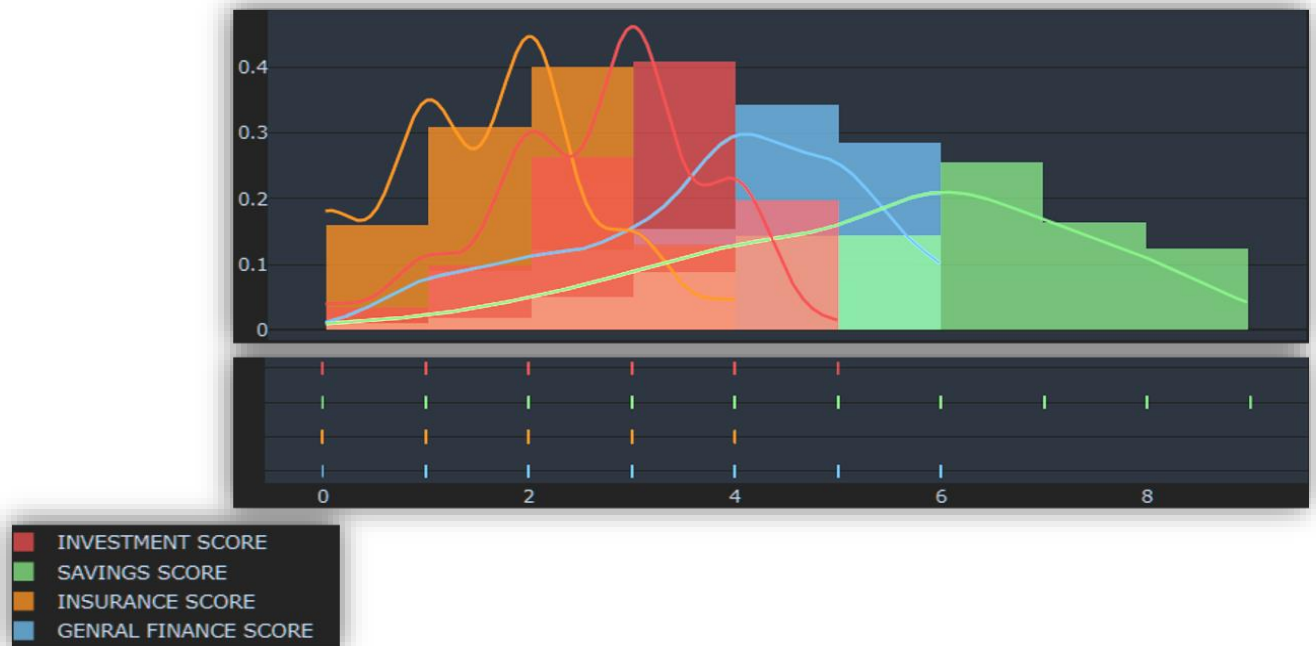 0.4
0.3
0.2
0.1
0
0 2 4 6 8
INVESTMENT SCORE
SAVINGS SCORE
INSURANCE SCORE
GENRAL FINANCE SCORE